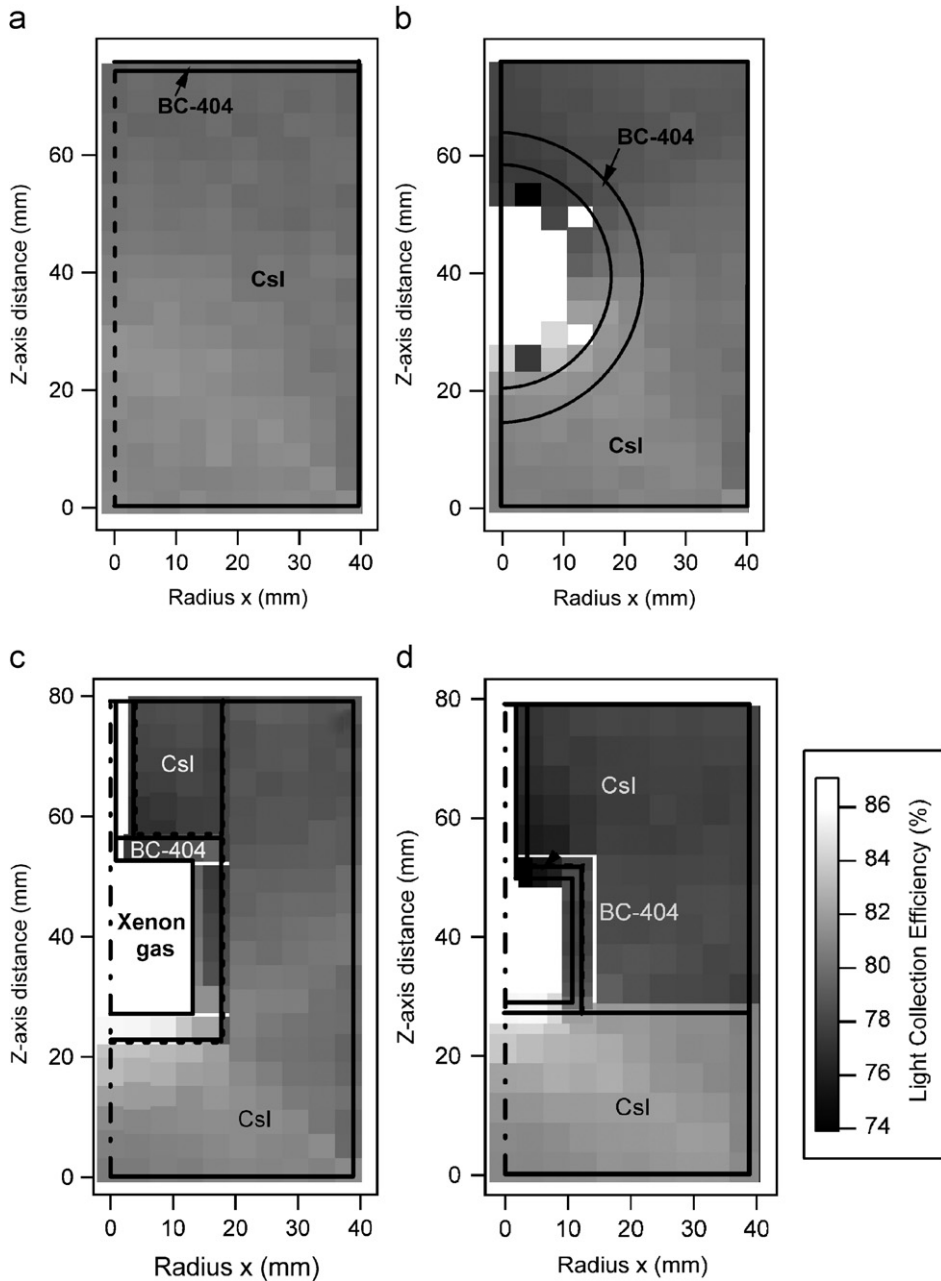 a
BC-404
CsI
60
40
20
0
Z-axis distance (mm)
0 10 20 30 40
Radius x (mm)
b
BC-404
CsI
60
40
20
0
Z-axis distance (mm)
0 10 20 30 40
Radius x (mm)
c
80
60
40
20
0
Z-axis distance (mm)
CsI
BC-404
Xenon
gas
CsI
0 10 20 30 40
Radius x (mm)
d
80
60
40
20
0
Z-axis distance (mm)
CsI
BC-404
CsI
0 10 20 30 40
Radius x (mm)
86
84
82
80
78
76
74
Light Collection Efficiency (%)